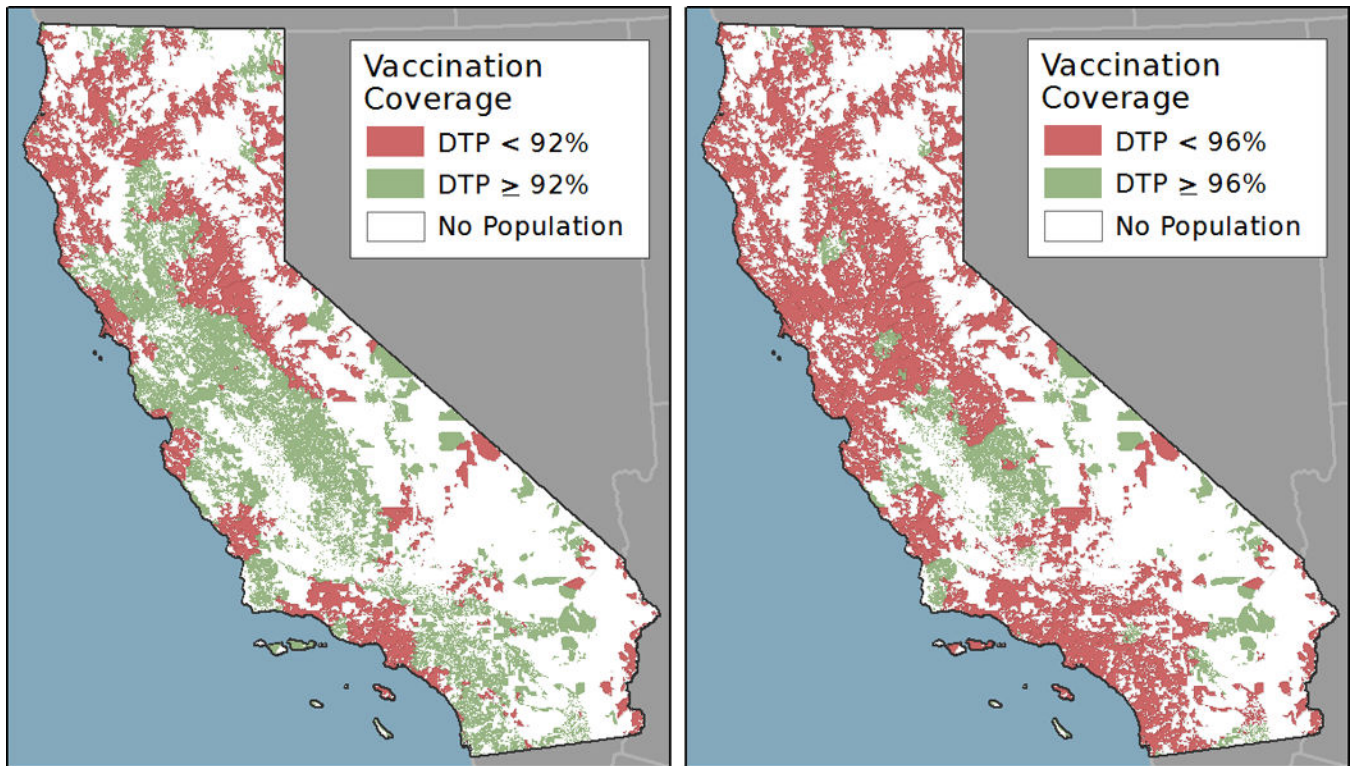 Vaccination
Coverage
DTP < 92%
DTP ≥ 92%
No Population
Vaccination
Coverage
DTP < 96%
DTP ≥ 96%
No Population